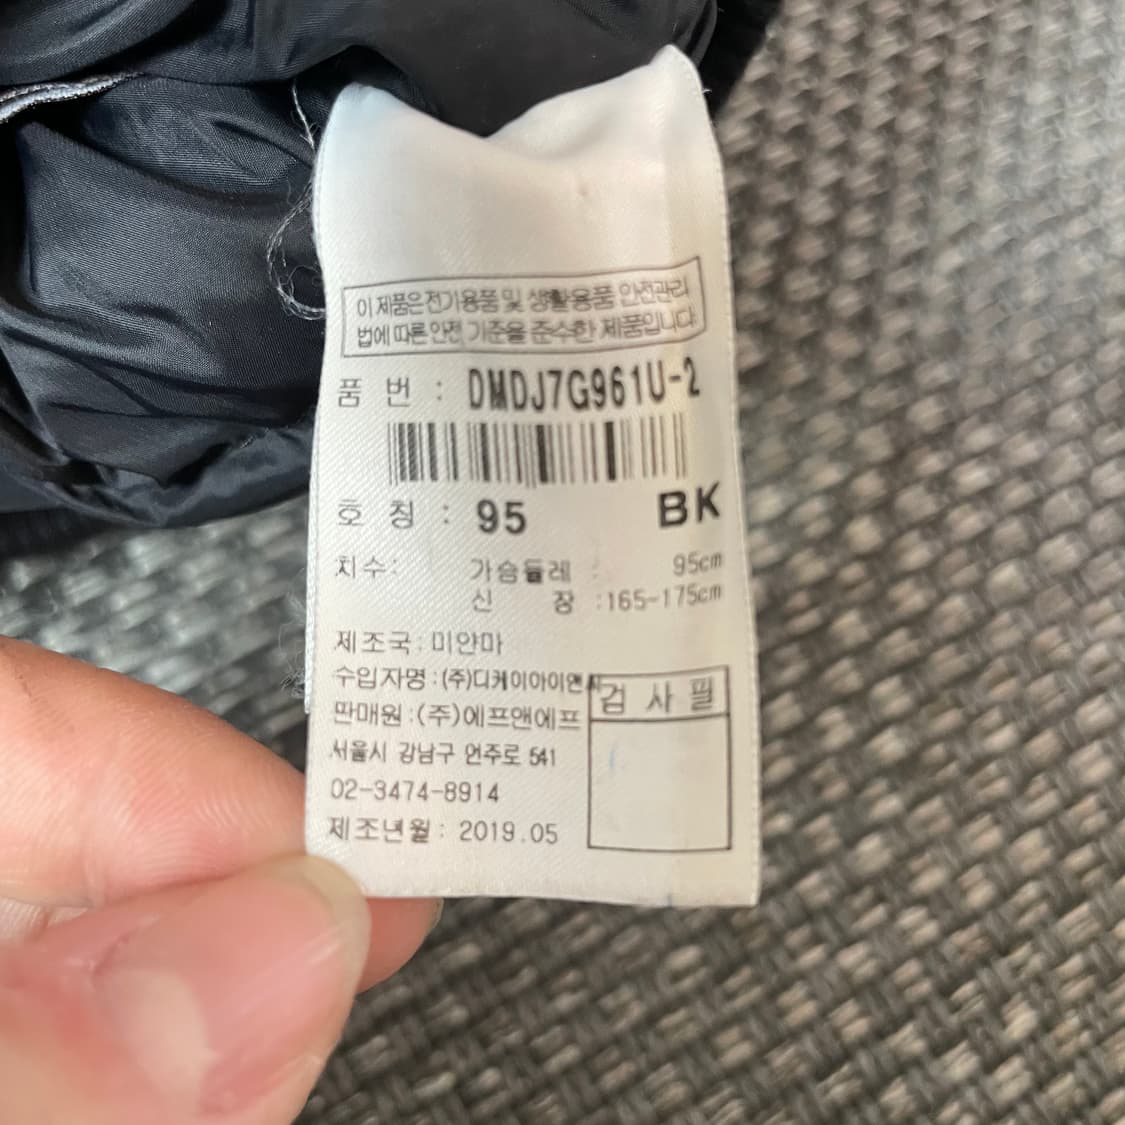 이 제품은 전기용품 및 생활용품 안전관리
법에 따른 안전 기준을 준수한 제품입니다
품 번 : DMDJ7G961U-2
호 칭 : 95 BK
치수: 가슴둘레 : 95cm
신 장 :165-175cm
제조국: 미얀마
수입자명 : (주)디케이아이앤씨
판매원 : (주)에프앤에프
검 사 필
서울시 강남구 언주로 541
02-3474-8914
제조년월 : 2019.05